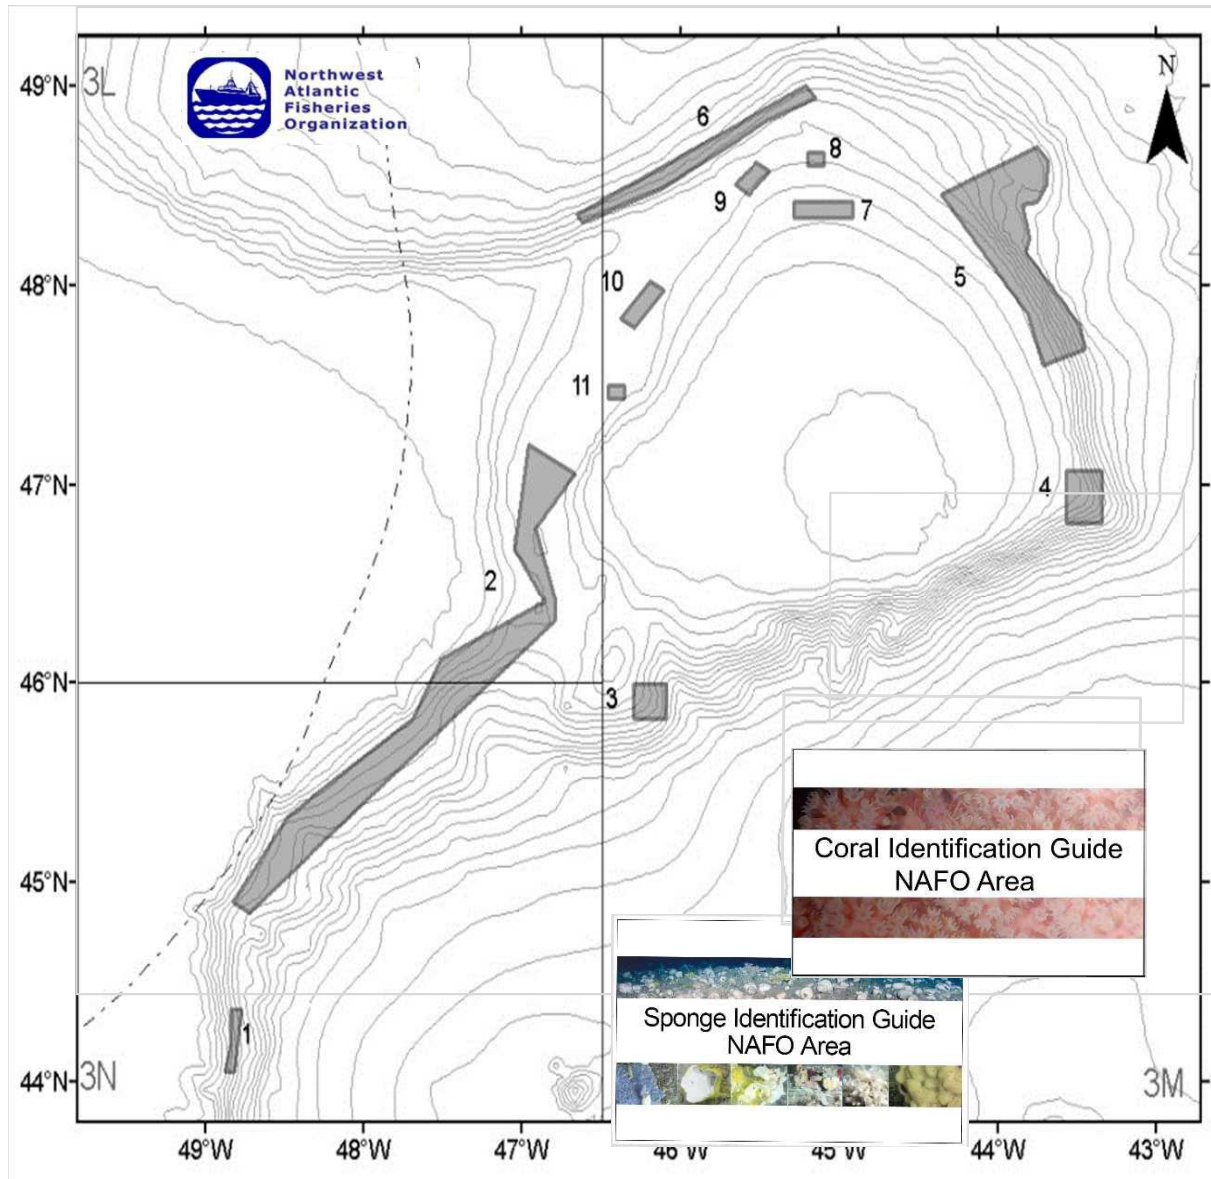 49°N
3L
Northwest
Atlantic
Fisheries
Organization
N
6
8
9
7
5
48°N
10
11
47°N
4
2
46°N
3
Coral Identification Guide
NAFO Area
45°N
Sponge Identification Guide
NAFO Area
1
44°N
3N
3M
49°W
48°W
47°W
46°W
45°W
44°W
43°W